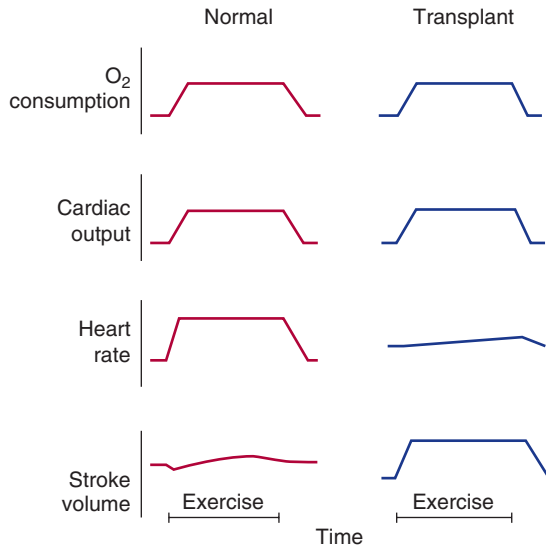 Normal Transplant
O2
consumption
Cardiac
output
Heart
rate
Stroke
volume
Exercise Exercise
Time